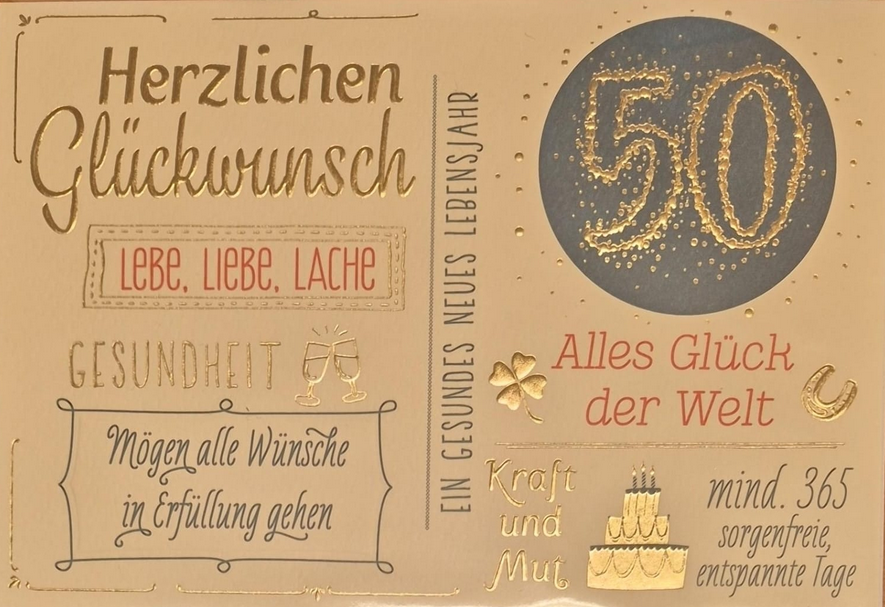 Herzlichen
Glückwunsch
LEBE, LIEBE, LACHE
GESUNDHEIT
Mögen alle Wünsche
in Erfüllung gehen
EIN GESUNDES NEUES LEBENSJAHR
50
Alles Glück
der Welt
Kraft
und
Mut
mind. 365
sorgenfreie,
entspannte Tage